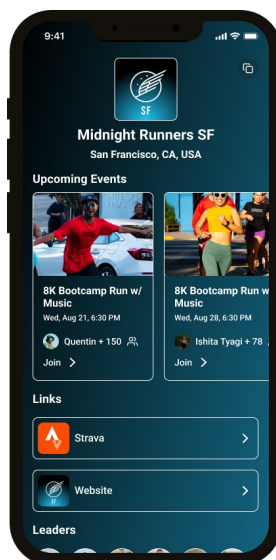 9:41
SF
Midnight Runners SF
San Francisco, CA, USA
Upcoming Events
8K Bootcamp Run w/
Music
Wed, Aug 21, 6:30 PM
Quentin + 150
Join
8K Bootcamp Run w
Music
Wed, Aug 28, 6:30 PM
Ishita Tyagi + 78
Join
Links
Strava
SF
Website
Leaders